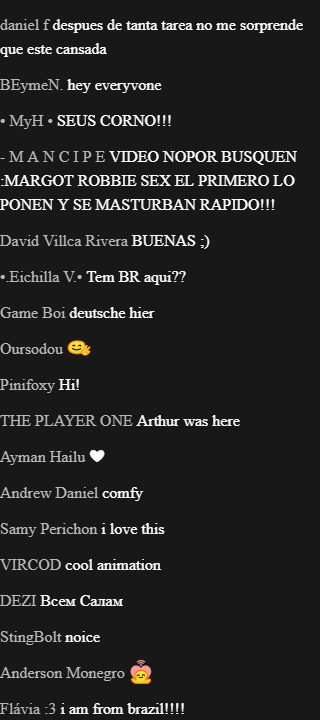 daniel f despues de tanta tarea no me sorprende
que este cansada
BEymeN. hey everyvone
• MyH • SEUS CORNO!!!
- M A N C I P E VIDEO NOPOR BUSQUEN
:MARGOT ROBBIE SEX EL PRIMERO LO
PONEN Y SE MASTURBAN RAPIDO!!!
David Villca Rivera BUENAS ;)
•.Eichilla V.• Tem BR aqui??
Game Boi deutsche hier
Oursodou
Pinifoxy Hi!
THE PLAYER ONE Arthur was here
Ayman Hailu
Andrew Daniel comfy
Samy Perichon i love this
VIRCOD cool animation
DEZI Всем Салам
StingBolt noice
Anderson Monegro
Flávia :3 i am from brazil!!!!